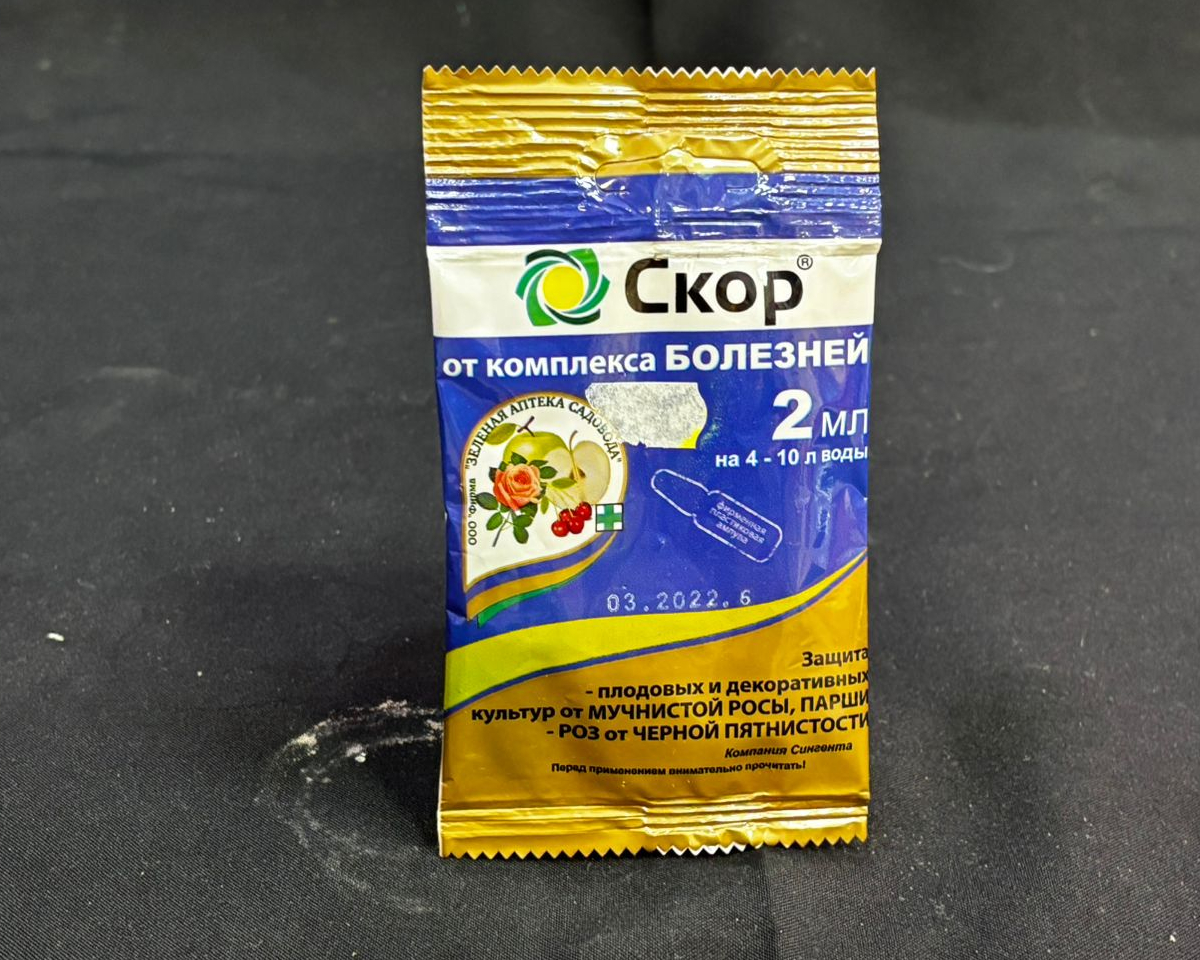 Скор®
от комплекса БОЛЕЗНЕЙ
2 мл
на 4 - 10 л воды
ООО "Фирма "ЗЕЛЕНАЯ АПТЕКА САДОВОДА"
фирменная
пластиковая
ампула
03.2022.6
Защита
- плодовых и декоративных
культур от МУЧНИСТОЙ РОСЫ, ПАРШИ
- РОЗ от ЧЕРНОЙ ПЯТНИСТОСТИ
Компания Сингента
Перед применением внимательно прочитать!